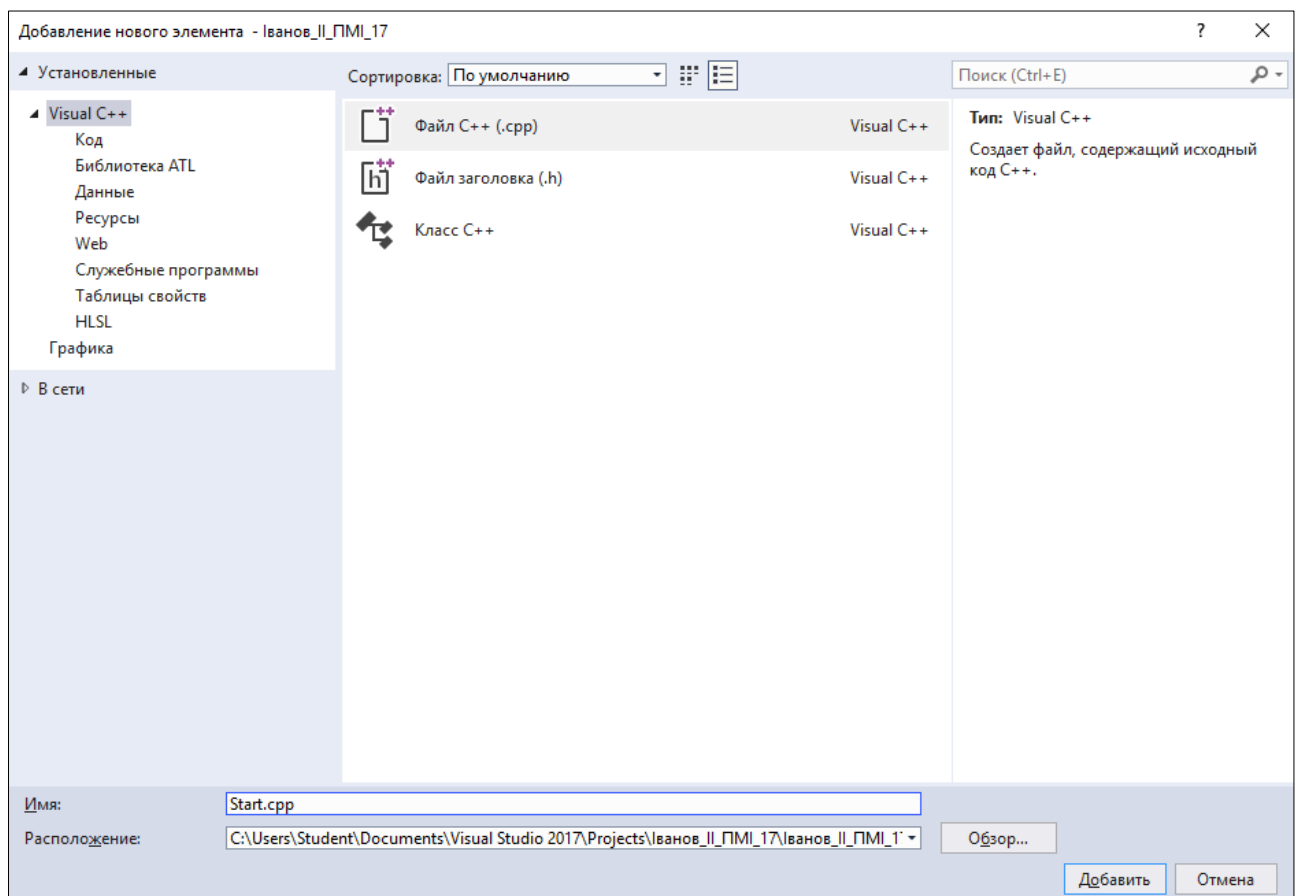 Добавление нового элемента - Іванов_ІІ_ПМІ_17
?
Установленные
Сортировка: По умолчанию
Поиск (Ctrl+E)
Visual C++
Код
Библиотека ATL
Данные
Ресурсы
Web
Служебные программы
Таблицы свойств
HLSL
Графика
В сети
Файл C++ (.cpp) Visual C++
Файл заголовка (.h) Visual C++
Класс C++ Visual C++
Тип: Visual C++
Создает файл, содержащий исходный
код C++.
Имя: Start.cpp
Расположение: C:\Users\Student\Documents\Visual Studio 2017\Projects\Іванов_ІІ_ПМІ_17\Іванов_ІІ_ПМІ_1 Обзор...
Добавить Отмена